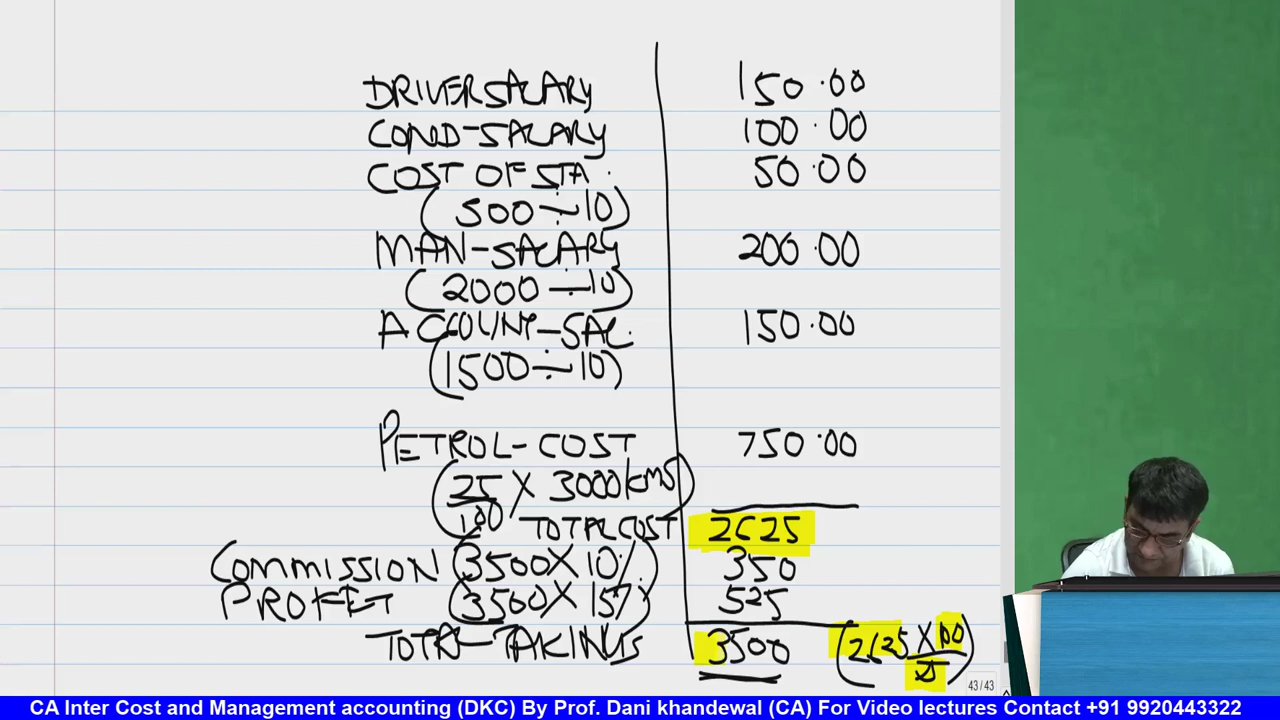 DRIVER SALARY 150.00
COND-SALARY 100.00
COST OF STA. 50.00
(500 ÷ 10)
MAN-SALARY 200.00
(2000 ÷ 10)
ACCOUNT-SAL. 150.00
(1500 ÷ 10)
PETROL-COST 750.00
(25/100 X 3000 kms)
TOTAL COST 2625
COMMISSION (3500 X 10%) 350
PROFIT (3500 X 15%) 525
TOTAL-TAKINGS 3500 (2625 X 100/75)
43/43
CA Inter Cost and Management accounting (DKC) By Prof. Dani khandewal (CA) For Video lectures Contact +91 9920443322